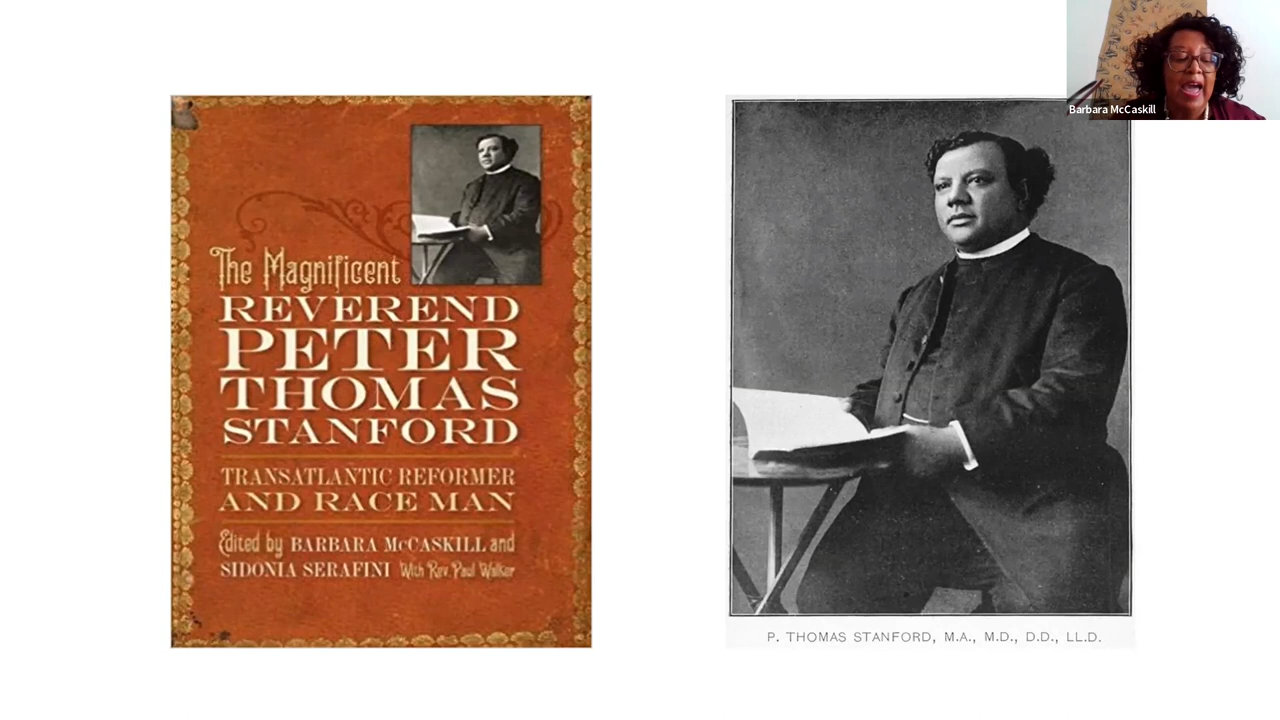 The Magnificent
REVEREND
PETER
THOMAS
STANFORD
TRANSATLANTIC REFORMER
AND RACE MAN
Edited by BARBARA McCASKILL and
SIDONIA SERAFINI With Rev. Paul Walker
Barbara McCaskill
P. THOMAS STANFORD, M.A., M.D., D.D., LL.D.